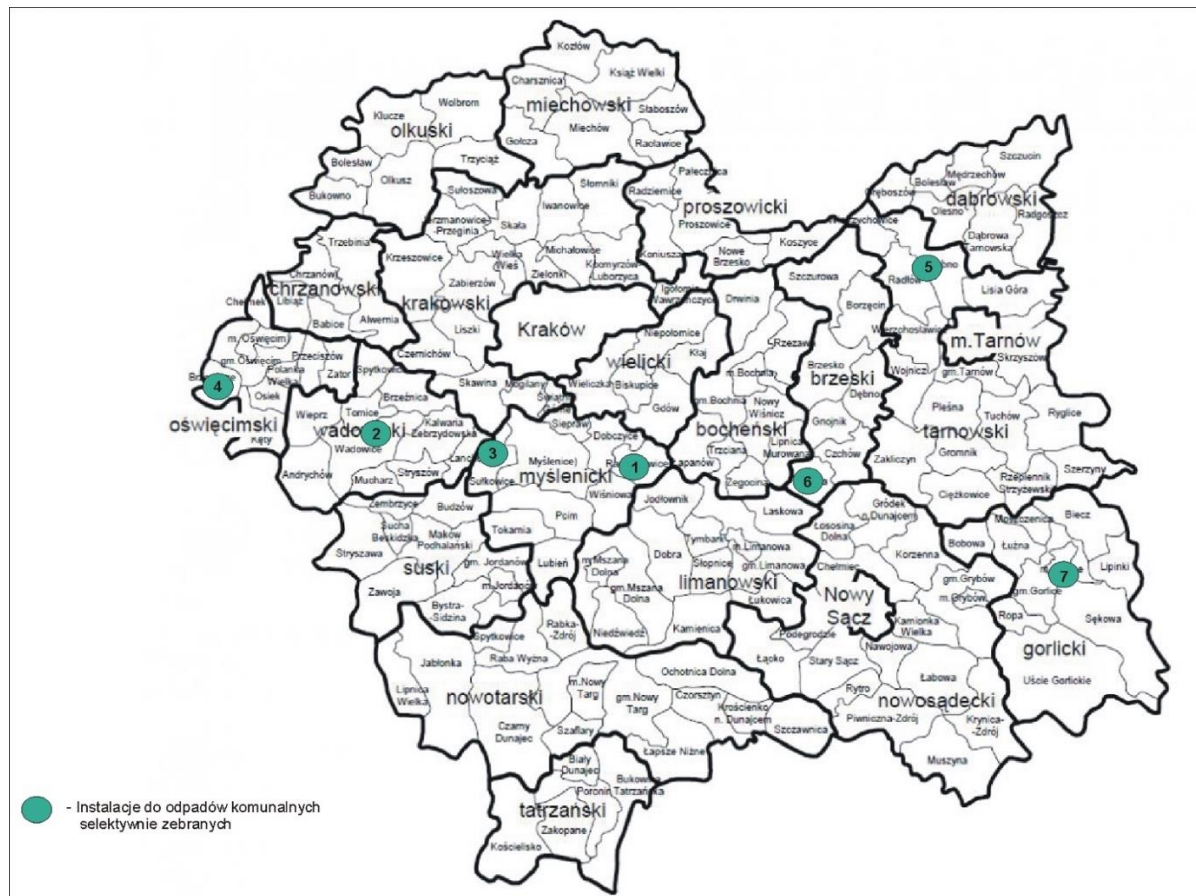 Kozłów
Książ Wielki
Charsznica
miechowski
Słaboszów
Miechów
Gołcza
Racławice
Wolbrom
Klucze
olkuski
Trzyciąż
Bolesław
Olkusz
Bukowno
Pałecznica
Radziemice
proszowicki
Proszowice
Koniusza
Nowe
Brzesko
Koszyce
Szczucin
Mędrzechów
Bolesław
dąbrowski
Olesno
Radgoszcz
Dąbrowa
Tarnowska
Słomniki
Sułoszowa
Iwanowice
Skała
Krzeszowice
Wielka
Wieś
Michałowice
Zielonki
Zabierzów
krakowski
Liszki
Czernichów
Skawina
Mogilany
Kraków
Trzebinia
Chrzanów
chrzanowski
Libiąż
Babice
Alwernia
m.Oświęcim
gm.Oświęcim
Przeciszów
Polanka
Wielka
Zator
Osiek
4
oświęcimski
Kęty
Spytkowice
Brzeźnica
Wieprz
Tomice
2
Kalwaria
Zebrzydowska
Wadowice
Andrychów
Stryszów
Mucharz
Niepołomice
wielicki
Kłaj
Wieliczka
Biskupice
Gdów
Szczurowa
Borzęcin
Drwinia
Rzezawa
m.Bochnia
gm.Bochnia
Nowy
Wiśnicz
bocheński
Trzciana
Lipnica
Murowana
Łapanów
Żegocina
Brzesko
brzeski
Dębno
Gnojnik
Czchów
6
5
Radłów
Lisia Góra
Wierzchosławice
m.Tarnów
Skrzyszów
Wojnicz
gm.Tarnów
Pleśna
Tuchów
Ryglice
tarnowski
Zakliczyn
Gromnik
Rzepiennik
Strzyżewski
Szerzyny
Ciężkowice
3
Siepraw
Dobczyce
Myślenice)
1
myślenicki
Sułkowice
Wiśniowa
Pcim
Tokarnia
Lubień
Zembrzyce
Budzów
Sucha
Beskidzka
Maków
Podhalański
Stryszawa
suski
gm. Jordanów
m.Jordanów
Zawoja
Bystra-
Sidzina
Jodłownik
Laskowa
Tymbark
m.Limanowa
Dobra
Słopnice
gm.Limanowa
m.Mszana
Dolna
limanowski
gm.Mszana
Dolna
Łukowica
Niedźwiedź
Kamienica
Gródek
n.Dunajcem
Łososina
Dolna
Korzenna
Chełmiec
Nowy
Sącz
gm.Grybów
m.Grybów
Kamionka
Wielka
Podegrodzie
Nawojowa
Łącko
Stary Sącz
Łabowa
Rytro
nowosądecki
Piwniczna-Zdrój
Krynica-
Zdrój
Muszyna
Moszczenica
Biecz
Bobowa
Łużna
7
Lipinki
gm.Gorlice
Ropa
Sękowa
gorlicki
Uście Gorlickie
Rabka-
Zdrój
Spytkowice
Raba Wyżna
Jabłonka
Ochotnica Dolna
m.Nowy
Targ
gm.Nowy
Targ
Czorsztyn
Lipnica
Wielka
nowotarski
Krościenko
n. Dunajcem
Czarny
Dunajec
Szaflary
Szczawnica
Łapsze Niżne
Biały
Dunajec
Poronin
tatrzański
Zakopane
Kościelisko
- Instalacje do odpadów komunalnych
selektywnie zebranych